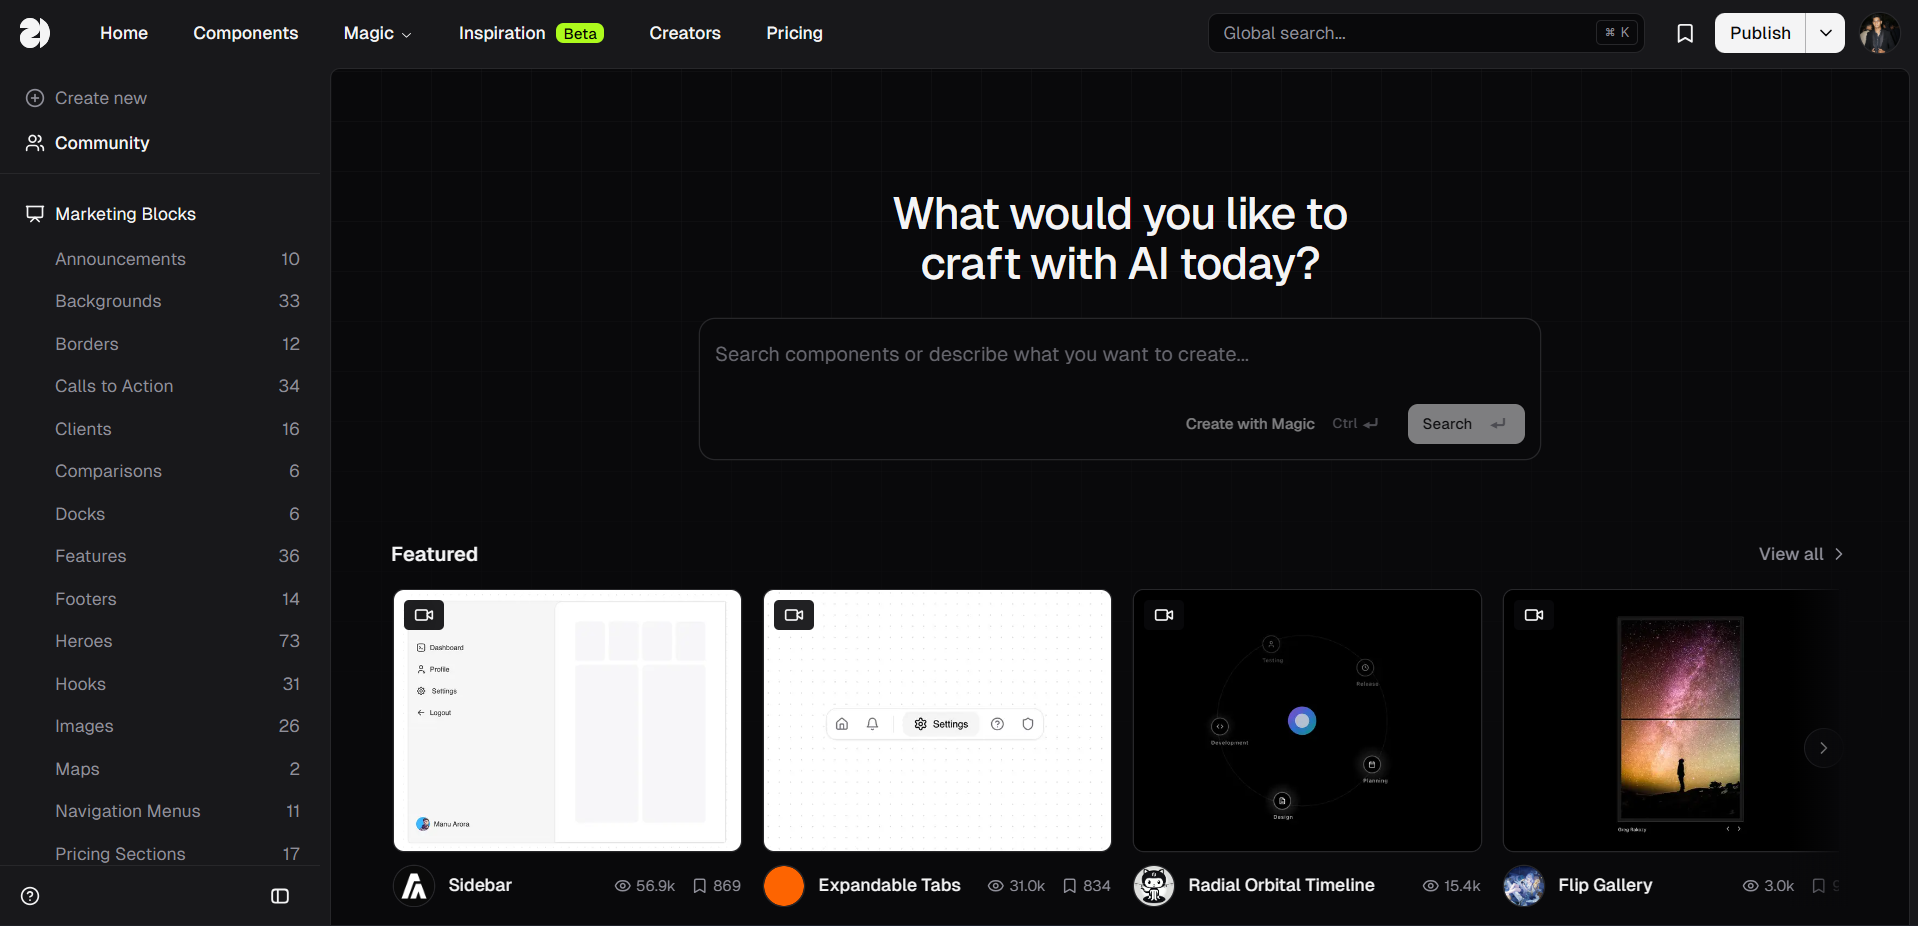 21
Home
Components
Magic
Inspiration Beta
Creators
Pricing
Global search...
⌘ K
Publish
Create new
Community
Marketing Blocks
Announcements 10
Backgrounds 33
Borders 12
Calls to Action 34
Clients 16
Comparisons 6
Docks 6
Features 36
Footers 14
Heroes 73
Hooks 31
Images 26
Maps 2
Navigation Menus 11
Pricing Sections 17
What would you like to
craft with AI today?
Search components or describe what you want to create...
Create with Magic Ctrl
Search
Featured
View all
Dashboard
Profile
Settings
Logout
Manu Arora
Sidebar 56.9k 869
Settings
Expandable Tabs 31.0k 834
Testing
Release
Development
Planning
Design
Radial Orbital Timeline 15.4k
Flip Gallery 3.0k